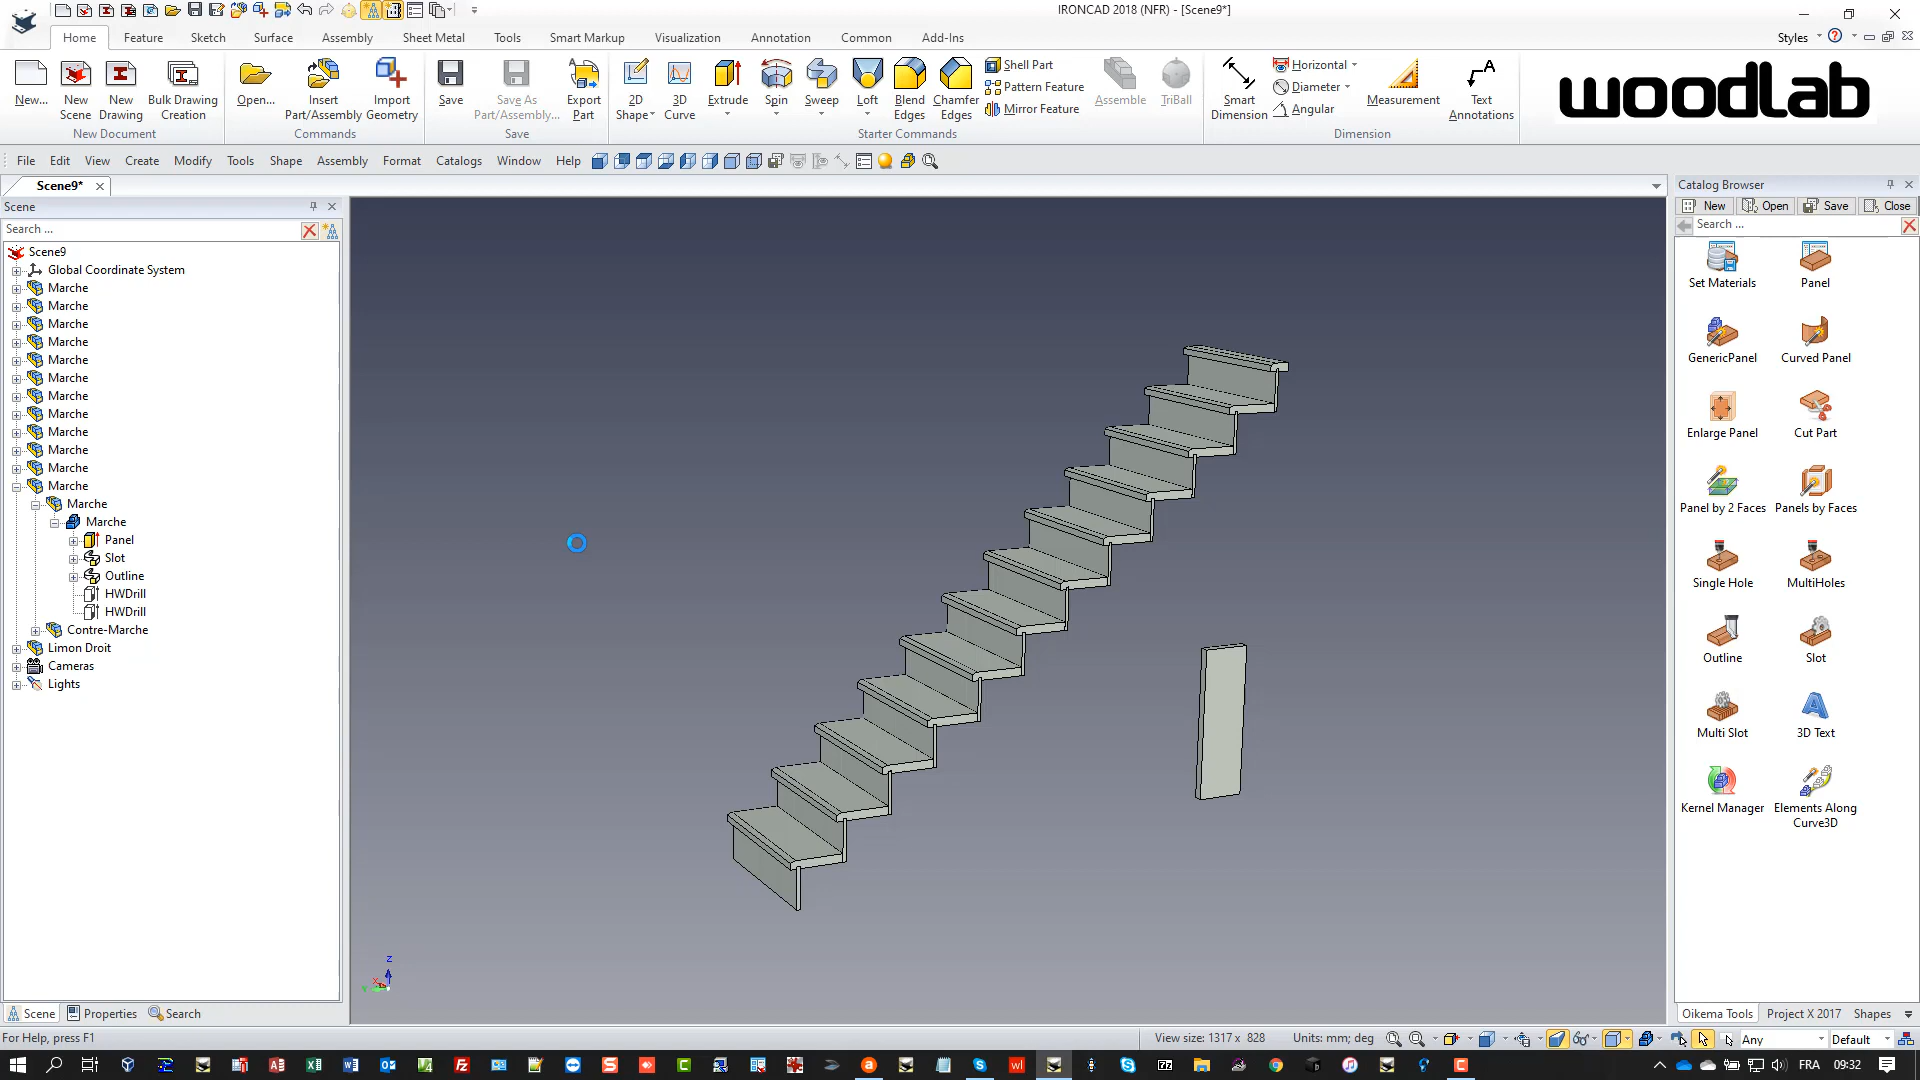 IRONCAD 2018 (NFR) - [Scene9*]
Home Feature Sketch Surface Assembly Sheet Metal Tools Smart Markup Visualization Annotation Common Add-Ins Styles
New... New Scene New Drawing Bulk Drawing Creation
New Document
Open... Insert Part/Assembly Import Geometry
Commands
Save Save As Part/Assembly... Export Part
Save
2D Shape 3D Curve Extrude Spin Sweep Loft Blend Edges Chamfer Edges
Shell Part
Pattern Feature
Mirror Feature
Assemble TriBall
Starter Commands
Smart Dimension
Horizontal
Diameter
Angular
Measurement
Text Annotations
Dimension
woodlab
File Edit View Create Modify Tools Shape Assembly Format Catalogs Window Help
Scene9*
Scene
Search ...
Scene9
Global Coordinate System
Marche
Marche
Marche
Marche
Marche
Marche
Marche
Marche
Marche
Marche
Marche
Marche
Marche
Marche
Panel
Slot
Outline
HWDrill
HWDrill
Contre-Marche
Limon Droit
Cameras
Lights
Scene Properties Search
Z
Catalog Browser
New Open Save Close
Search ...
Set Materials Panel
GenericPanel Curved Panel
Enlarge Panel Cut Part
Panel by 2 Faces Panels by Faces
Single Hole MultiHoles
Outline Slot
Multi Slot 3D Text
Kernel Manager Elements Along Curve3D
Oikema Tools Project X 2017 Shapes
For Help, press F1
View size: 1317 x 828 Units: mm; deg Any Default
FRA 09:32